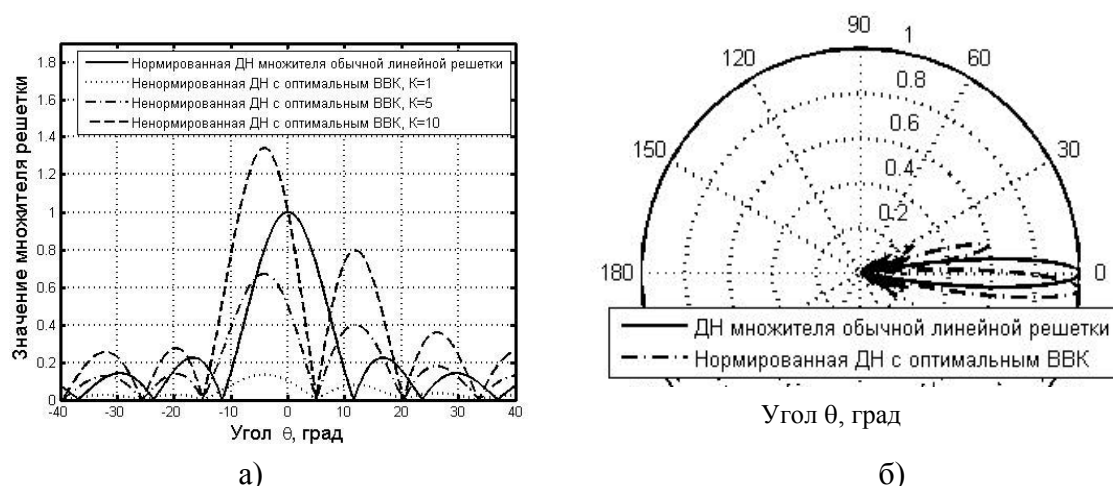 Значение множителя решетки
1.8
1.6
1.4
1.2
1
0.8
0.6
0.4
0.2
0
Нормированная ДН множителя обычной линейной решетки
Ненормированная ДН с оптимальным ВВК, К=1
Ненормированная ДН с оптимальным ВВК, К=5
Ненормированная ДН с оптимальным ВВК, К=10
-40 -30 -20 -10 0 10 20 30 40
Угол θ, град
а)
90
1
120
60
0.8
0.6
150
30
0.4
0.2
180
0
ДН множителя обычной линейной решетки
Нормированная ДН с оптимальным ВВК
Угол θ, град
б)